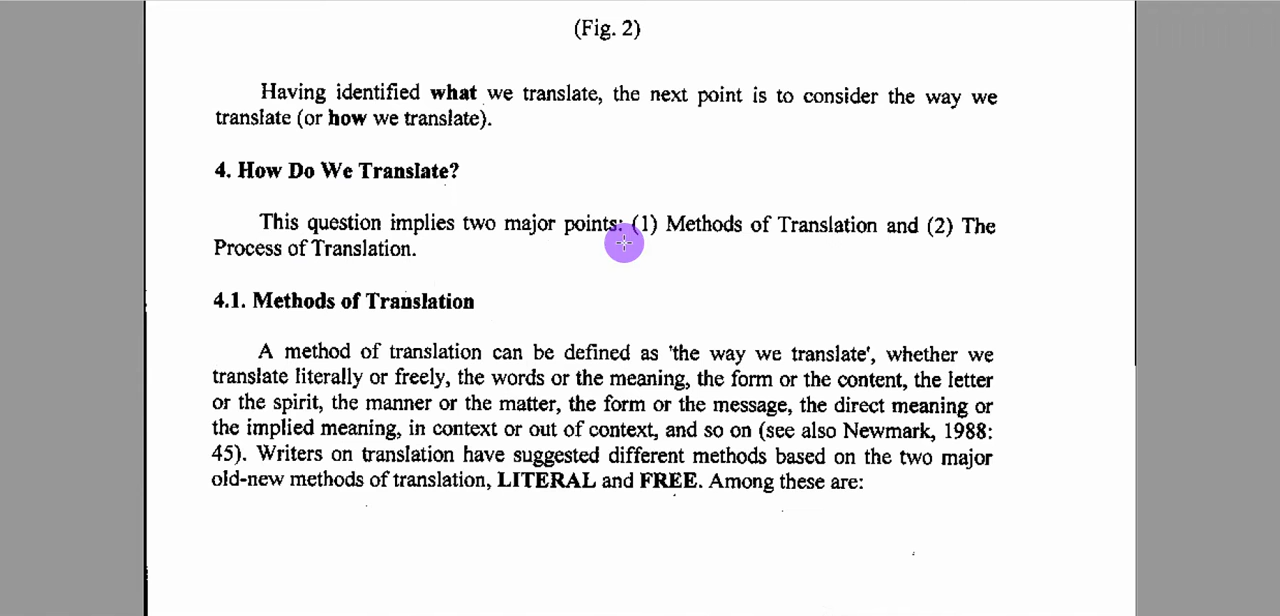 (Fig. 2)
Having identified what we translate, the next point is to consider the way we
translate (or how we translate).
4. How Do We Translate?
This question implies two major points: (1) Methods of Translation and (2) The
Process of Translation.
4.1. Methods of Translation
A method of translation can be defined as 'the way we translate', whether we
translate literally or freely, the words or the meaning, the form or the content, the letter
or the spirit, the manner or the matter, the form or the message, the direct meaning or
the implied meaning, in context or out of context, and so on (see also Newmark, 1988:
45). Writers on translation have suggested different methods based on the two major
old-new methods of translation, LITERAL and FREE. Among these are: